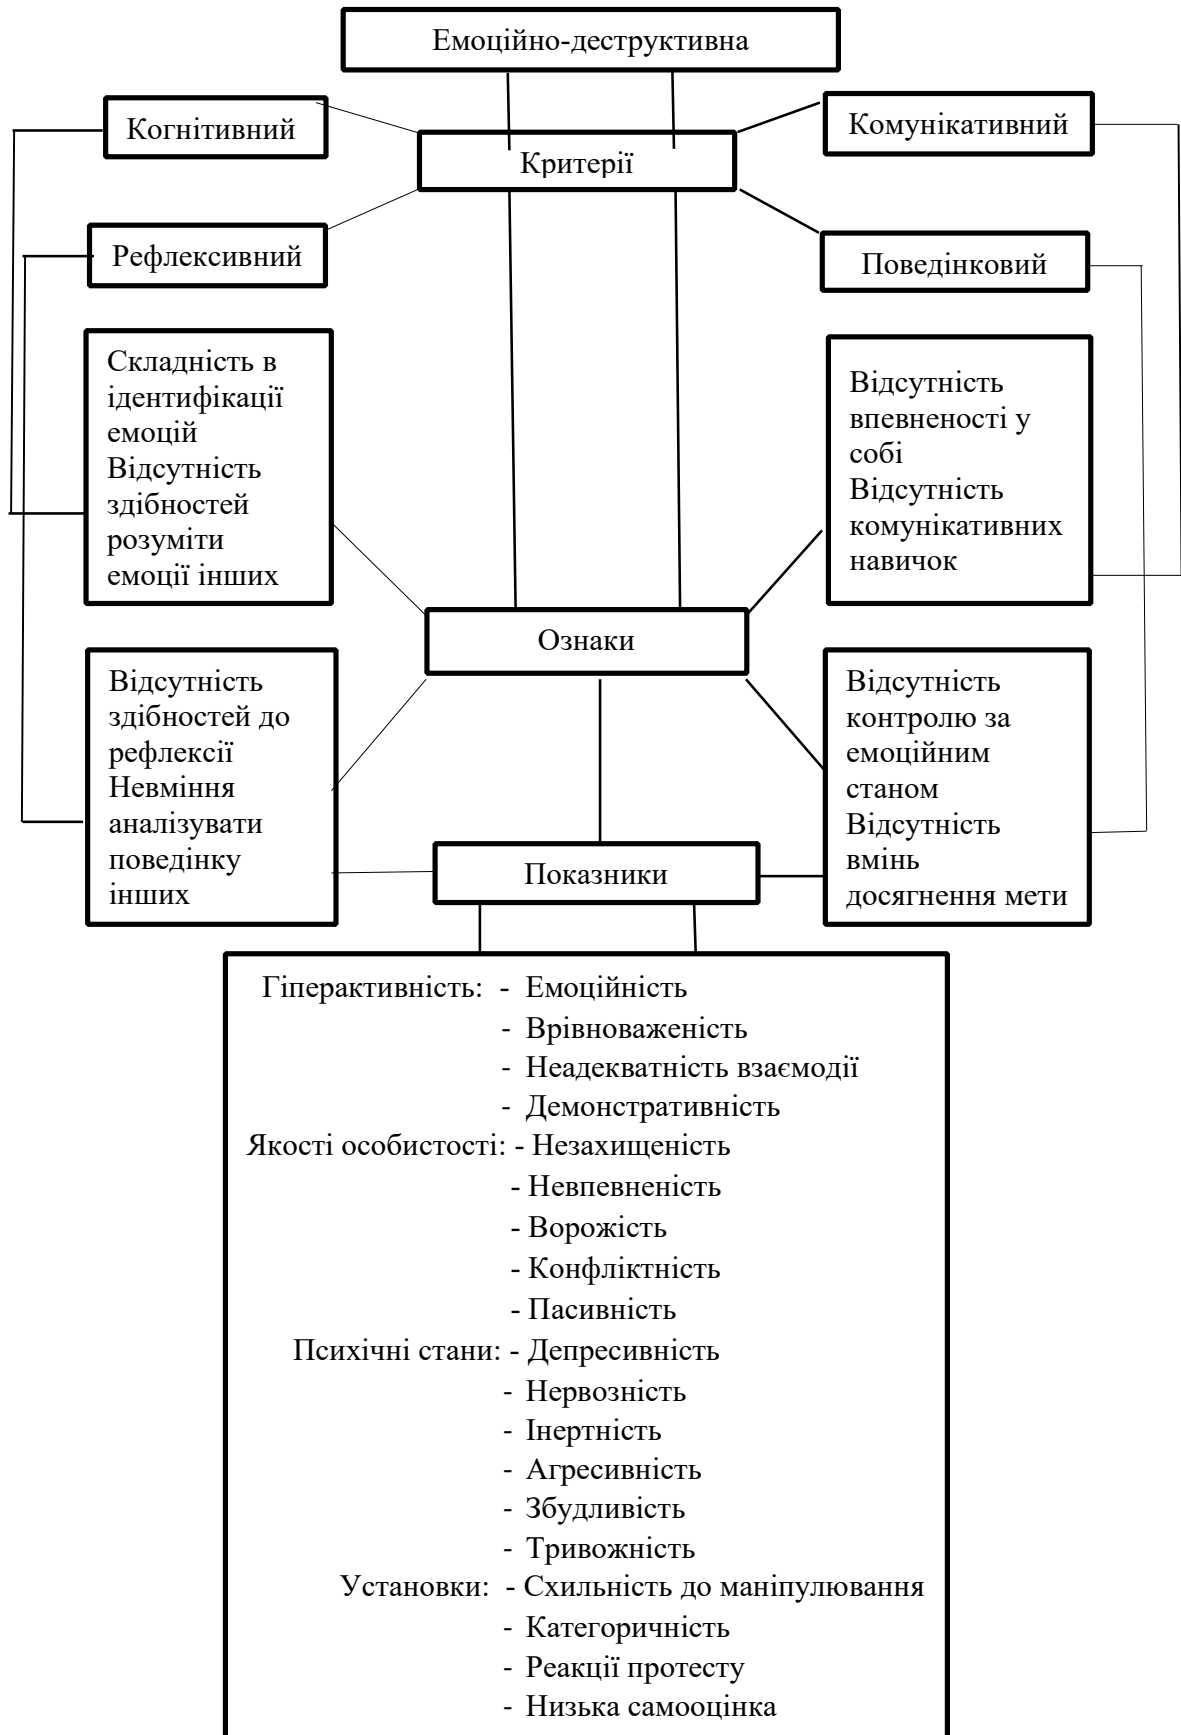 Емоційно-деструктивна
Когнітивний
Комунікативний
Критерії
Рефлексивний
Поведінковий
Складність в
ідентифікації
емоцій
Відсутність
здібностей
розуміти
емоції інших
Відсутність
впевненості у
собі
Відсутність
комунікативних
навичок
Ознаки
Відсутність
здібностей до
рефлексії
Невміння
аналізувати
поведінку
інших
Відсутність
контролю за
емоційним
станом
Відсутність
вмінь
досягнення мети
Показники
Гіперактивність: - Емоційність
- Врівноваженість
- Неадекватність взаємодії
- Демонстративність
Якості особистості: - Незахищеність
- Невпевненість
- Ворожість
- Конфліктність
- Пасивність
Психічні стани: - Депресивність
- Нервозність
- Інертність
- Агресивність
- Збудливість
- Тривожність
Установки: - Схильність до маніпулювання
- Категоричність
- Реакції протесту
- Низька самооцінка